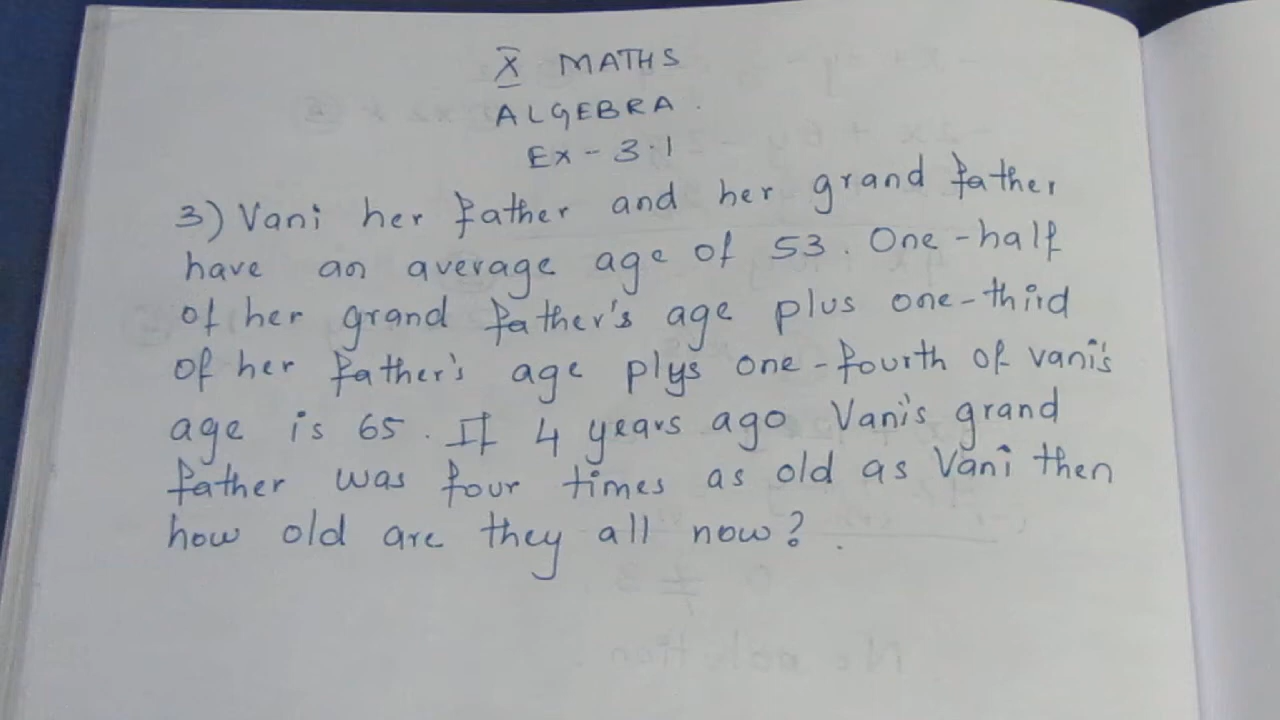 X MATHS
ALGEBRA.
Ex - 3.1
3) Vani her father and her grand father
have an average age of 53. One-half
of her grand father's age plus one-third
of her father's age plys one-fourth of vani's
age is 65. If 4 years ago Vani's grand
father was four times as old as Vani then
how old are they all now?.